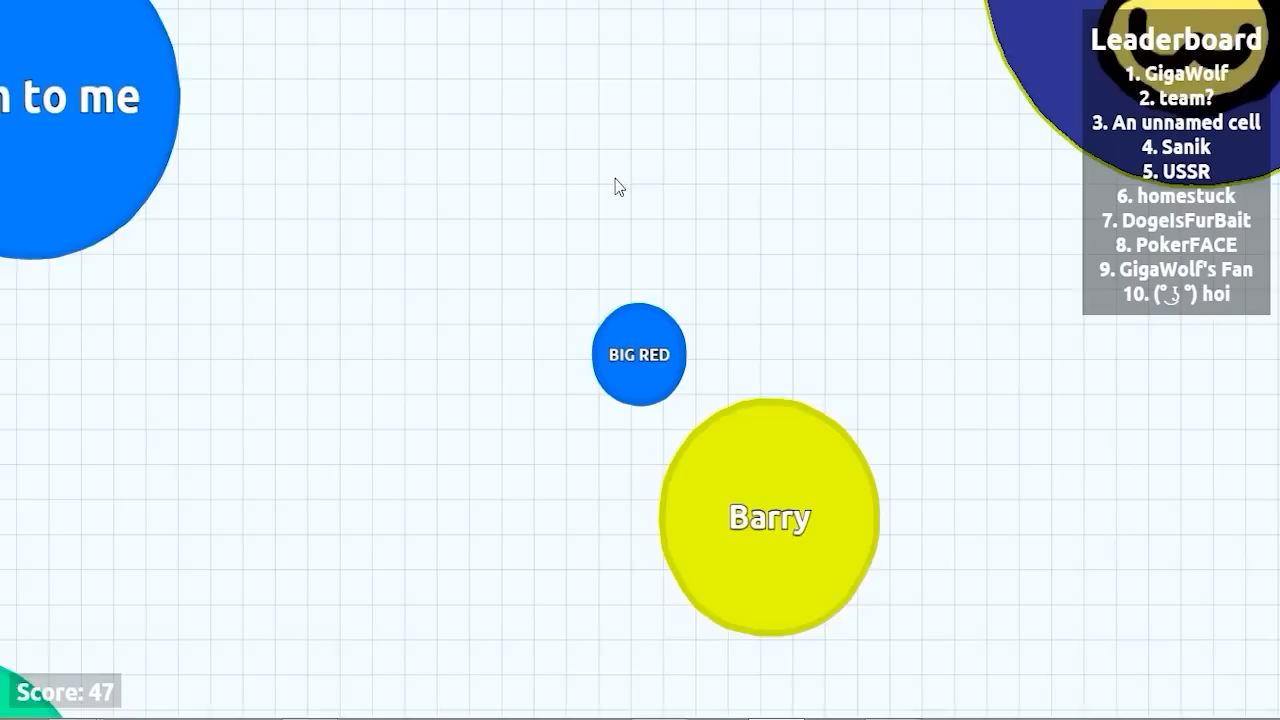 n to me
Leaderboard
1. GigaWolf
2. team?
3. An unnamed cell
4. Sanik
5. USSR
6. homestuck
7. DogeIsFurBait
8. PokerFACE
9. GigaWolf's Fan
10. (͡° ͜ʖ ͡°) hoi
BIG RED
Barry
Score: 47